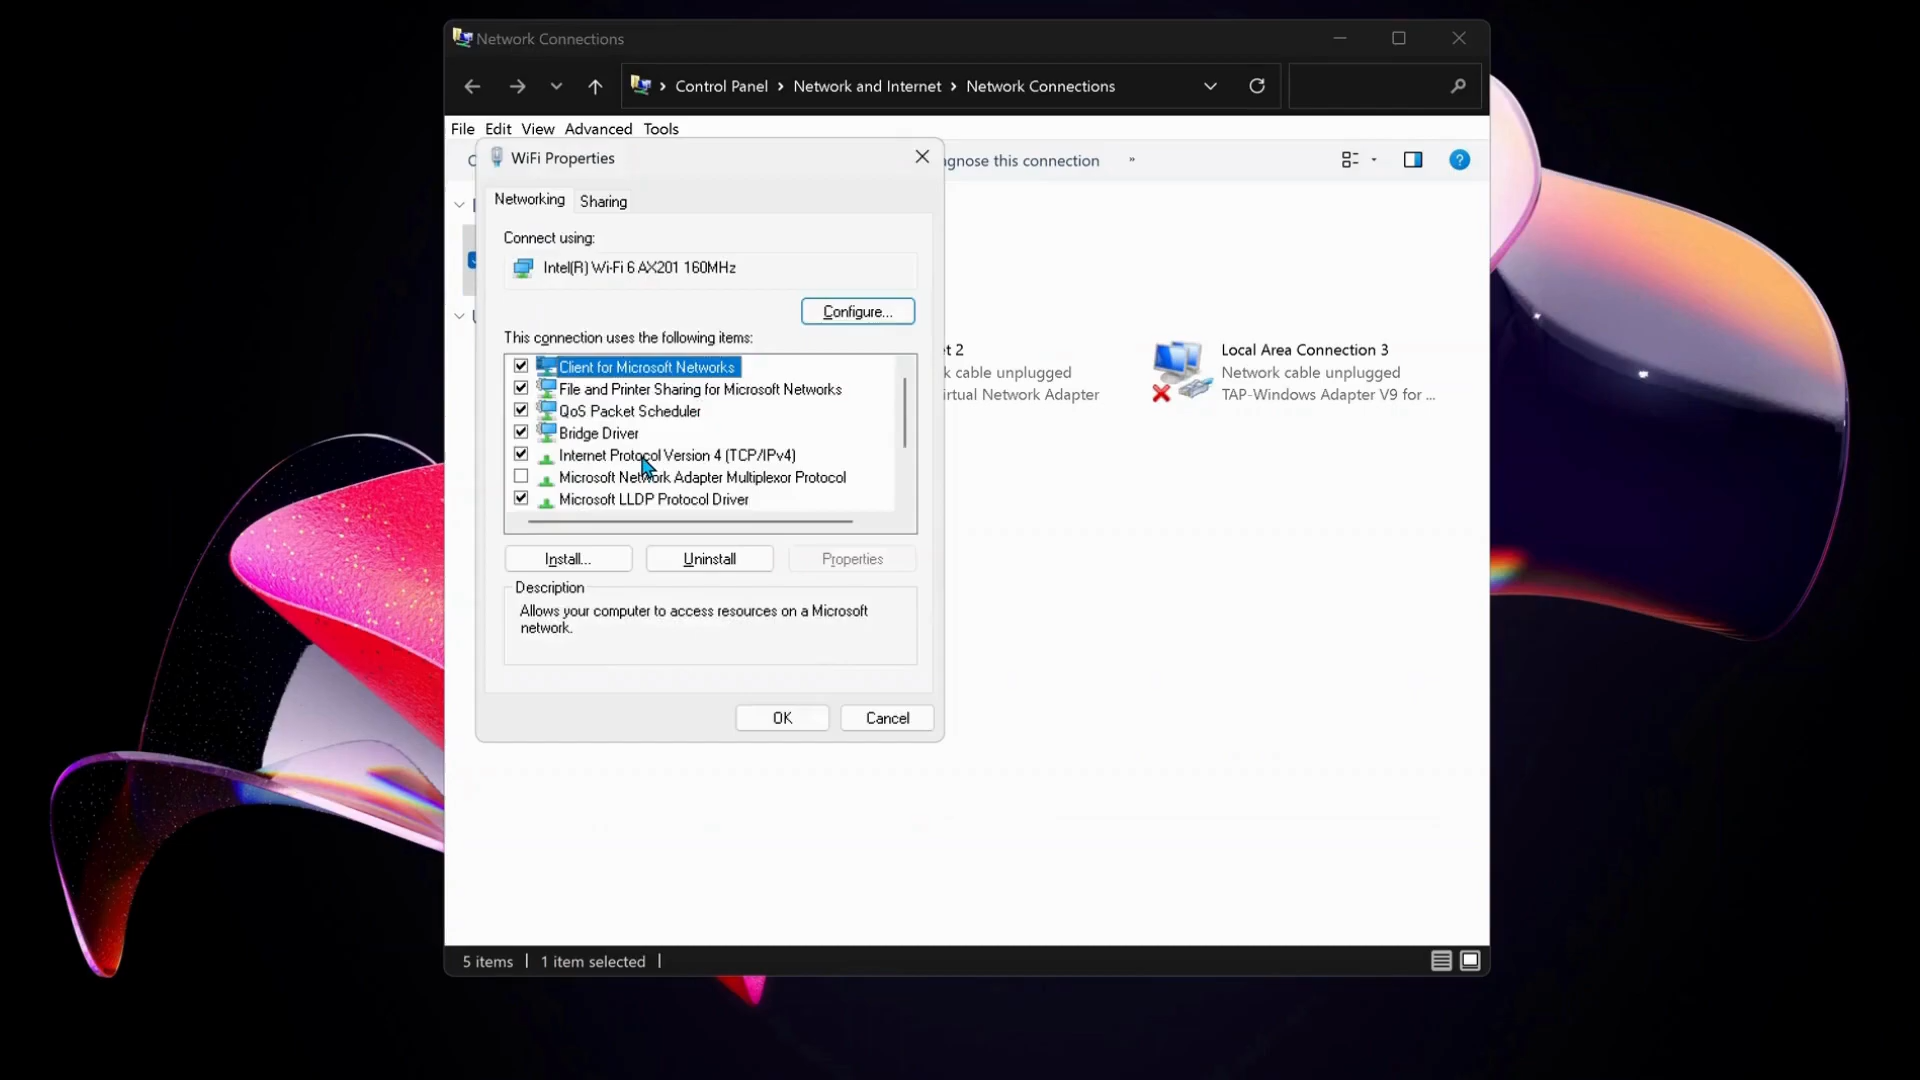 Network Connections
Control Panel > Network and Internet > Network Connections
File Edit View Advanced Tools
WiFi Properties
agnose this connection »
Networking Sharing
Connect using:
Intel(R) Wi-Fi 6 AX201 160MHz
Configure...
This connection uses the following items:
Client for Microsoft Networks
File and Printer Sharing for Microsoft Networks
QoS Packet Scheduler
Bridge Driver
Internet Protocol Version 4 (TCP/IPv4)
Microsoft Network Adapter Multiplexor Protocol
Microsoft LLDP Protocol Driver
Install... Uninstall Properties
Description
Allows your computer to access resources on a Microsoft
network.
OK Cancel
et 2
k cable unplugged
irtual Network Adapter
Local Area Connection 3
Network cable unplugged
TAP-Windows Adapter V9 for ...
5 items | 1 item selected |